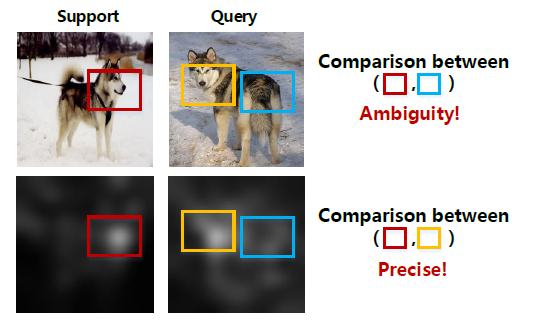 Support
Query
Comparison between
( , )
Ambiguity!
Comparison between
( , )
Precise!